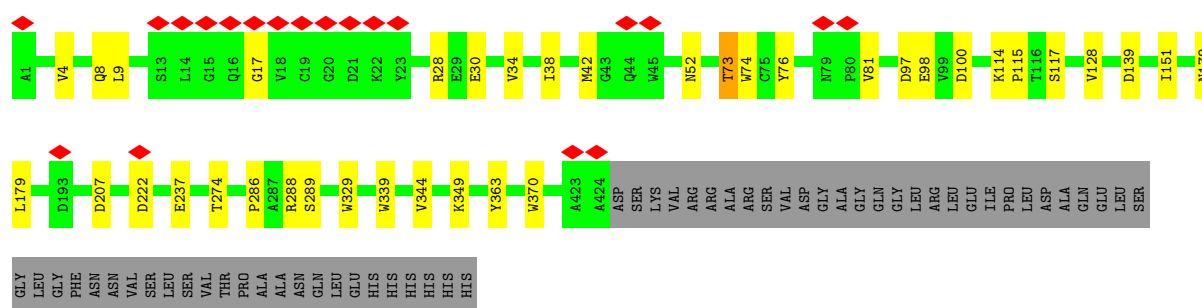 A1 V4 Q8 L9 S13 L14 G15 Q16 G17 V18 C19 G20 D21 K22 Y23 R28 E29 E30 V34 I38 M42 G43 Q44 W45 N52 T73 W74 C75 Y76 N79 P80 V81 D97 E98 V99 D100 K114 P115 T116 S117 V128 D139 I151
L179 D193 D207 D222 E237 T274 P286 A287 R288 S289 W329 W339 V344 K349 Y363 W370 A423 A424 ASP SER LYS VAL ARG ARG ALA ARG SER VAL ASP GLY ALA GLY GLN GLY LEU ARG LEU GLU ILE PRO LEU ASP ALA GLN GLU LEU SER
GLY LEU GLY PHE ASN ASN VAL SER LEU SER VAL THR PRO ALA ALA ASN GLN LEU GLU HIS HIS HIS HIS HIS HIS